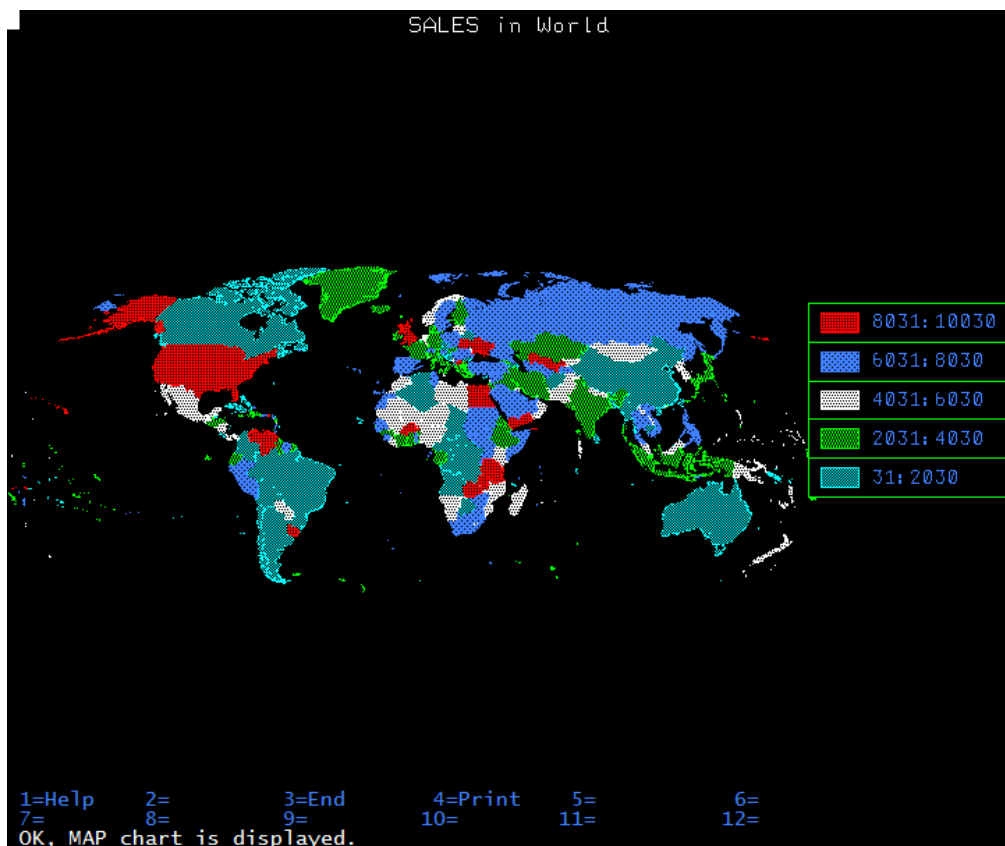 SALES in World
8031:10030
6031:8030
4031:6030
2031:4030
31:2030
1=Help 2= 3=End 4=Print 5= 6=
7= 8= 9= 10= 11= 12=
OK, MAP chart is displayed.